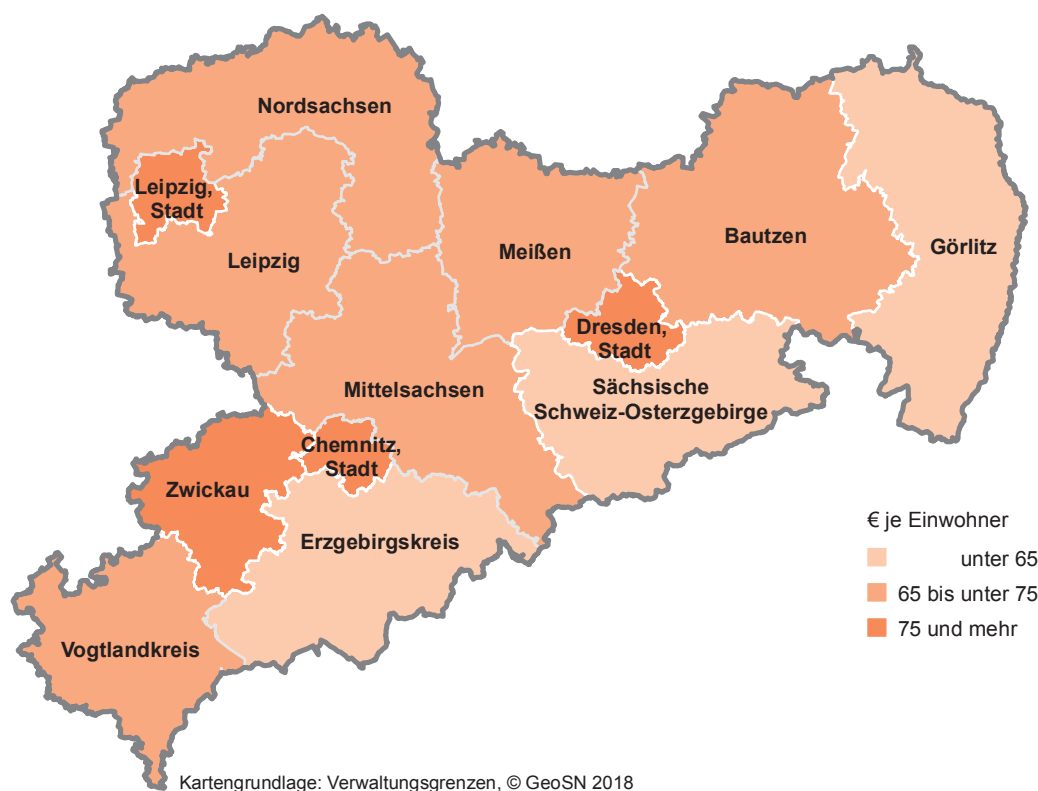 Nordsachsen
Leipzig,
Stadt
Leipzig
Meißen
Bautzen
Görlitz
Dresden,
Stadt
Sächsische
Schweiz-Osterzgebirge
Mittelsachsen
Chemnitz,
Stadt
Zwickau
Erzgebirgskreis
Vogtlandkreis
€ je Einwohner
unter 65
65 bis unter 75
75 und mehr
Kartengrundlage: Verwaltungsgrenzen, © GeoSN 2018